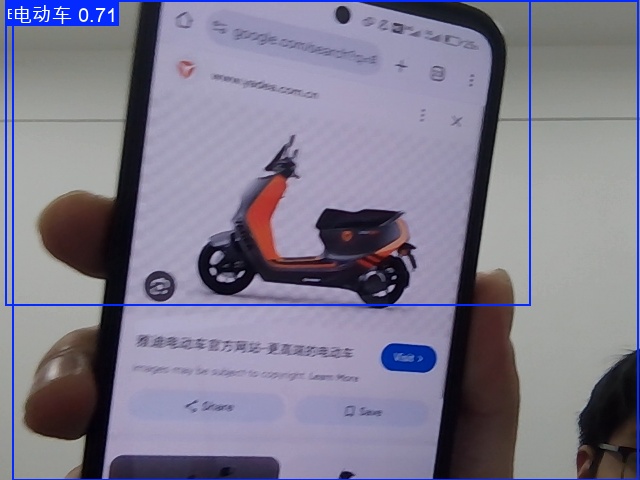 电动车 0.71
google.com/search?q=
www.yadea.com.cn
雅迪电动车官方网站-更高端的电动车
Visit >
Images may be subject to copyright. Learn More
Share
Save